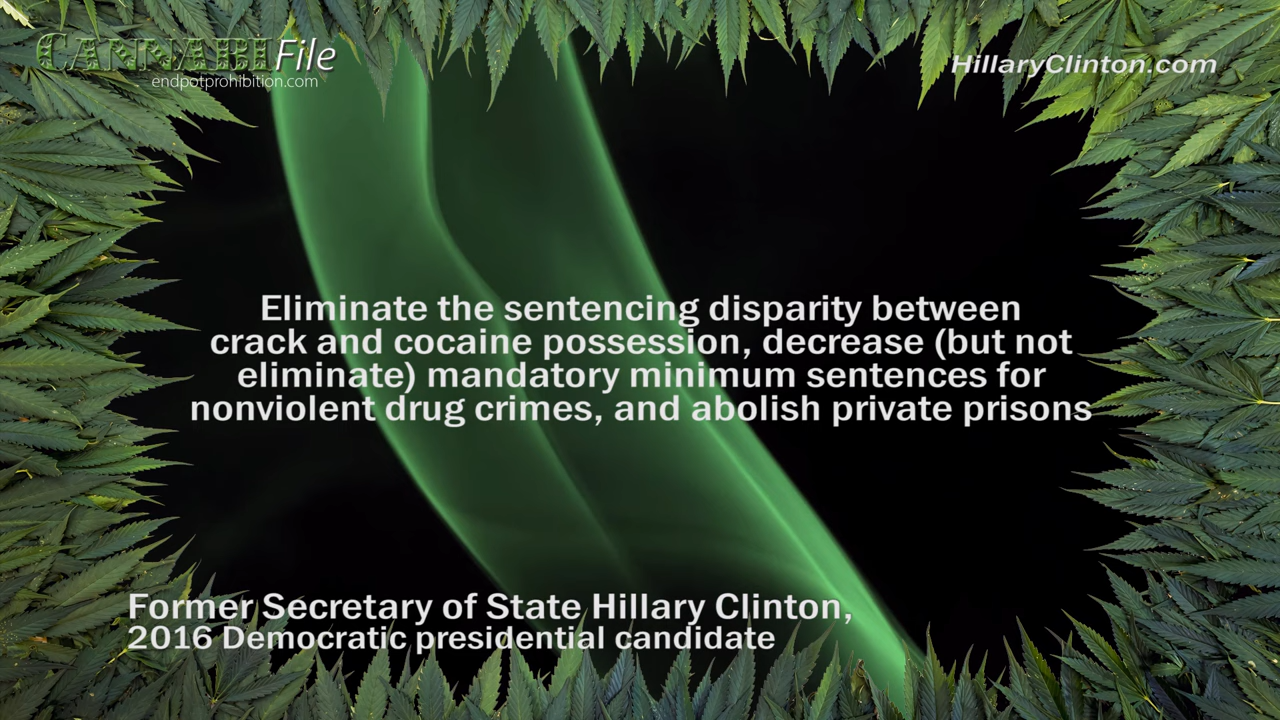 CANNABIFile
endpotprohibition.com
HillaryClinton.com
Eliminate the sentencing disparity between
crack and cocaine possession, decrease (but not
eliminate) mandatory minimum sentences for
nonviolent drug crimes, and abolish private prisons
Former Secretary of State Hillary Clinton,
2016 Democratic presidential candidate